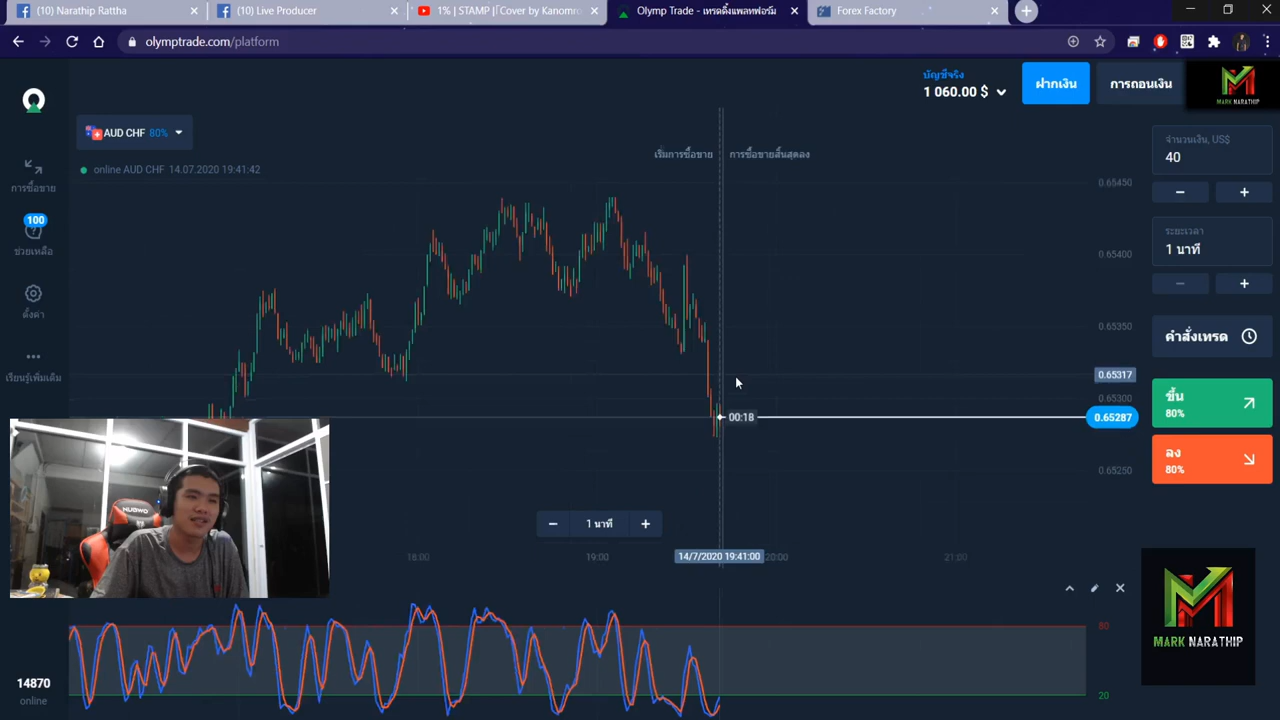 (10) Narathip Rattha
(10) Live Producer
1% | STAMP |「Cover by Kanomro
Olymp Trade - เทรดดิ้งแพลทฟอร์ม
Forex Factory
olymptrade.com/platform
บัญชีจริง
1 060.00 $
ฝากเงิน
การถอนเงิน
MARK NARATHIP
AUD CHF 80%
online AUD CHF 14.07.2020 19:41:42
เริ่มการซื้อขาย
การซื้อขายสิ้นสุดลง
การซื้อขาย
100
ช่วยเหลือ
ตั้งค่า
เรียนรู้เพิ่มเติม
จำนวนเงิน, US$
40
ระยะเวลา
1 นาที
คำสั่งเทรด
ขึ้น
80%
ลง
80%
0.65450
0.65400
0.65350
0.65317
0.65300
0.65287
0.65250
00:18
1 นาที
18:00
19:00
14/7/2020 19:41:00
20:00
21:00
80
20
HUGWO
MARK NARATHIP
14870
online